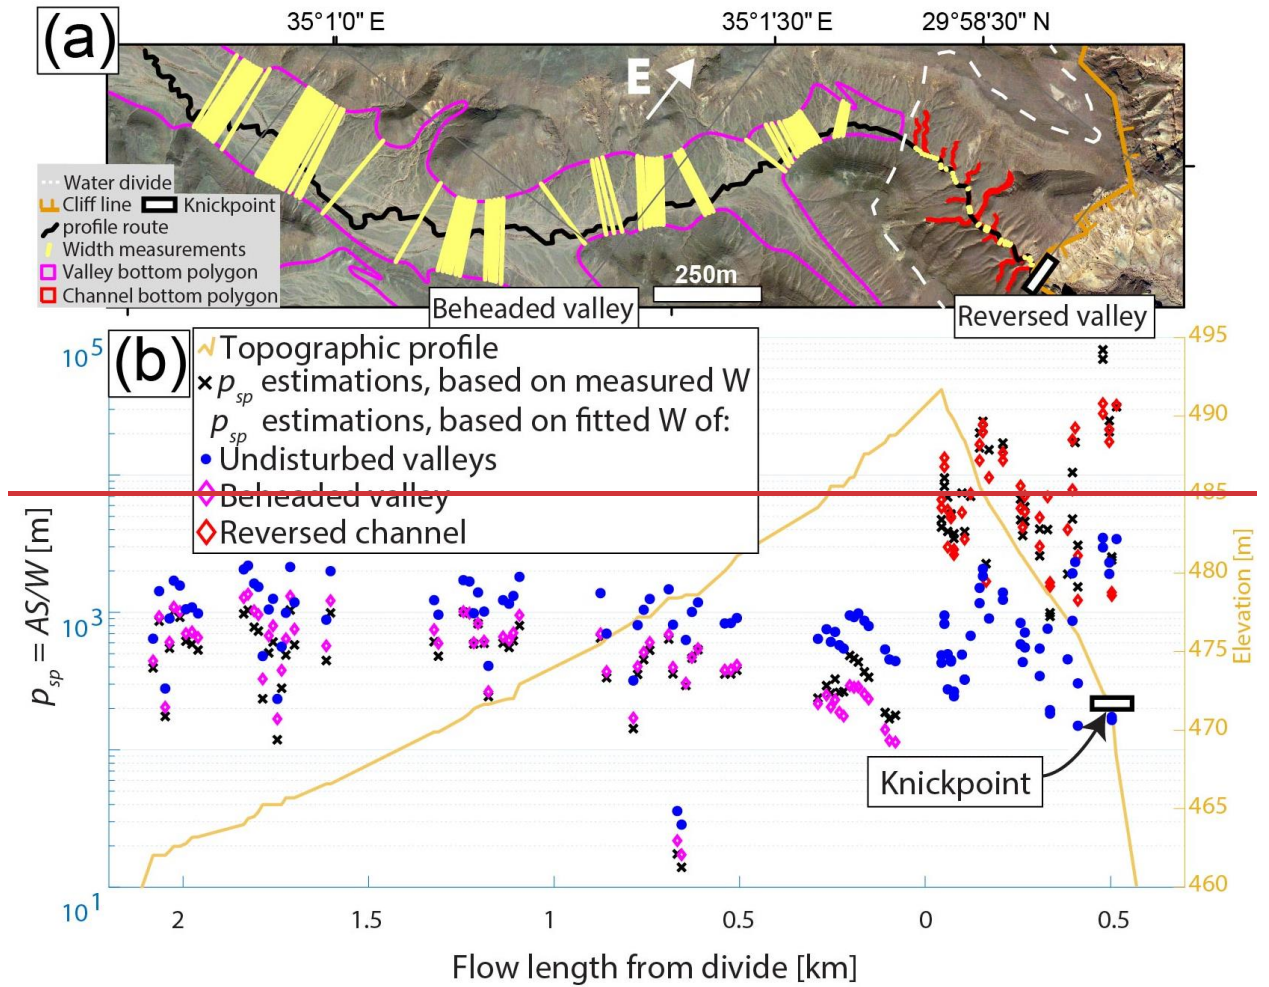 (a)
35°1'0" E
35°1'30" E
29°58'30" N
E
Water divide
Cliff line
Knickpoint
profile route
Width measurements
Valley bottom polygon
Channel bottom polygon
250m
Beheaded valley
Reversed valley
(b)
Topographic profile
psp estimations, based on measured W
psp estimations, based on fitted W of:
Undisturbed valleys
Beheaded valley
Reversed channel
Knickpoint
10^5
10^3
10^1
psp = AS/W [m]
495
490
485
480
475
470
465
460
Elevation [m]
2
1.5
1
0.5
0
0.5
Flow length from divide [km]